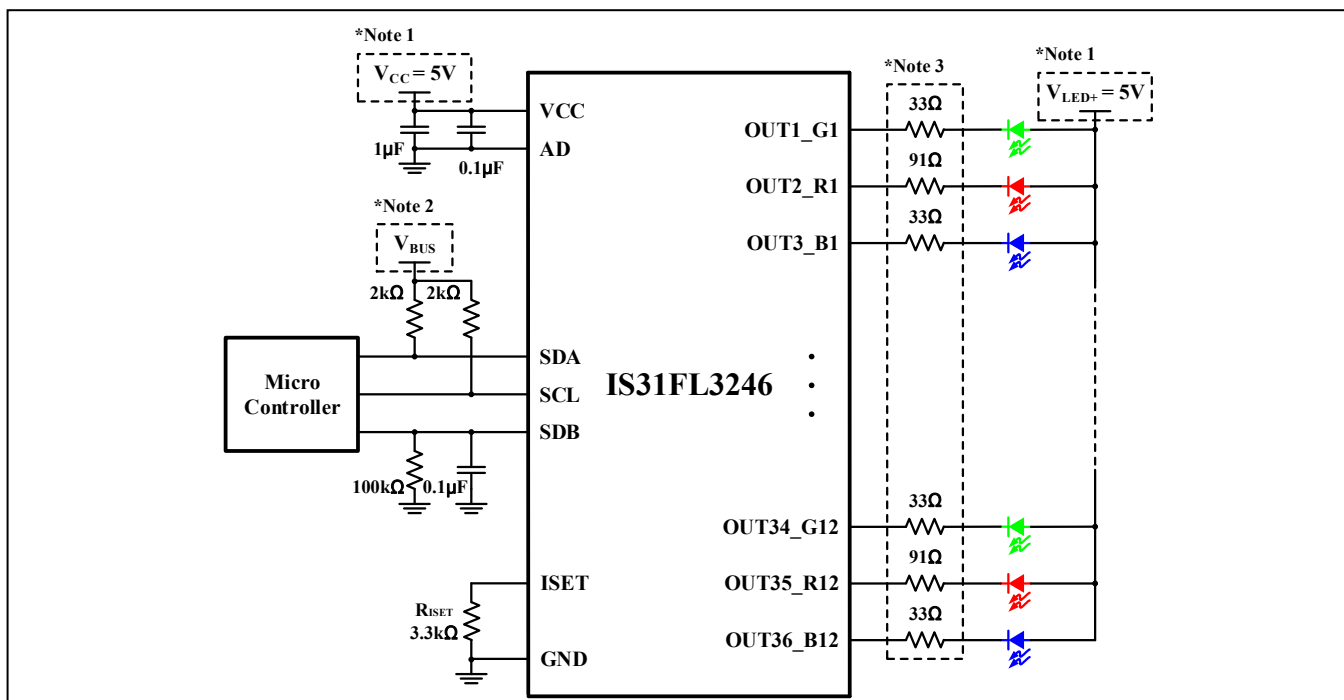 *Note 1
VCC = 5V
VCC
AD
1µF
0.1µF
*Note 2
VBUS
2kΩ 2kΩ
Micro
Controller
SDA
SCL
SDB
100kΩ 0.1µF
ISET
RISET
3.3kΩ
GND
IS31FL3246
*Note 3
*Note 1
VLED+ = 5V
OUT1_G1
33Ω
OUT2_R1
91Ω
OUT3_B1
33Ω
OUT34_G12
33Ω
OUT35_R12
91Ω
OUT36_B12
33Ω